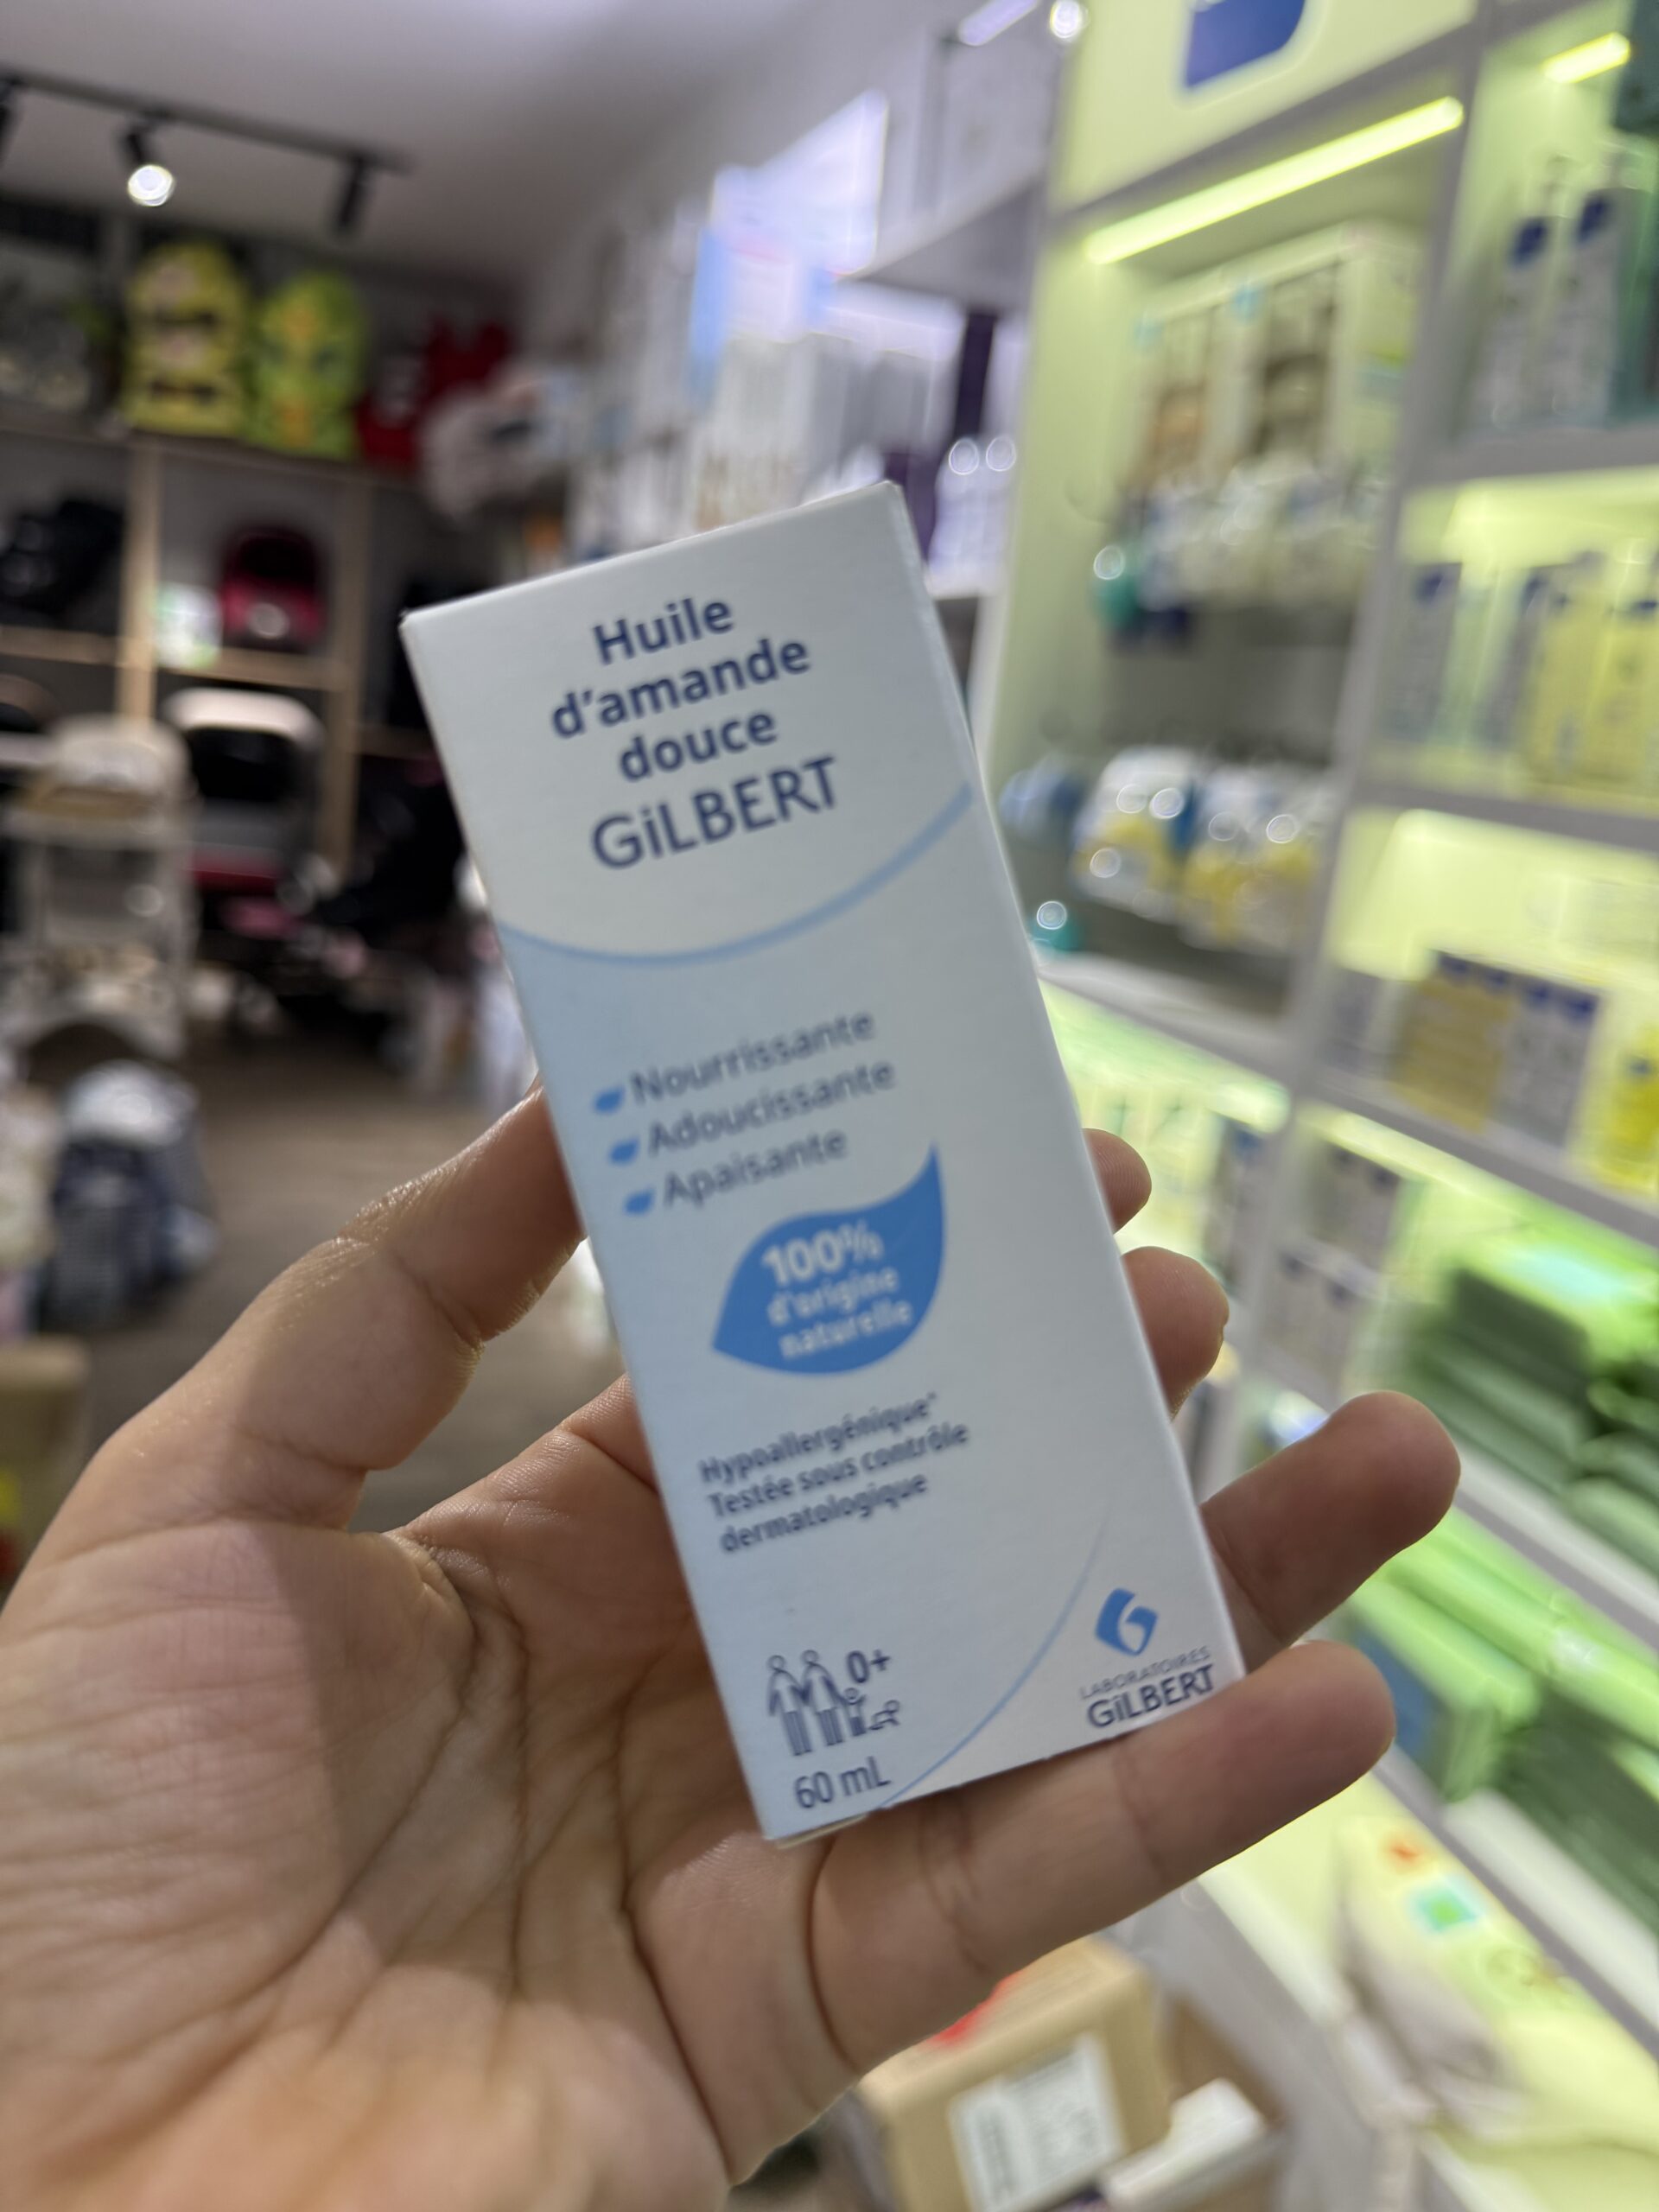 Huile
d'amande
douce
GiLBERT
Nourrissante
Adoucissante
Apaisante
100%
d'origine
naturelle
Hypoallergénique*
Testée sous contrôle
dermatologique
0+
60 mL
LABORATOIRES
GiLBERT